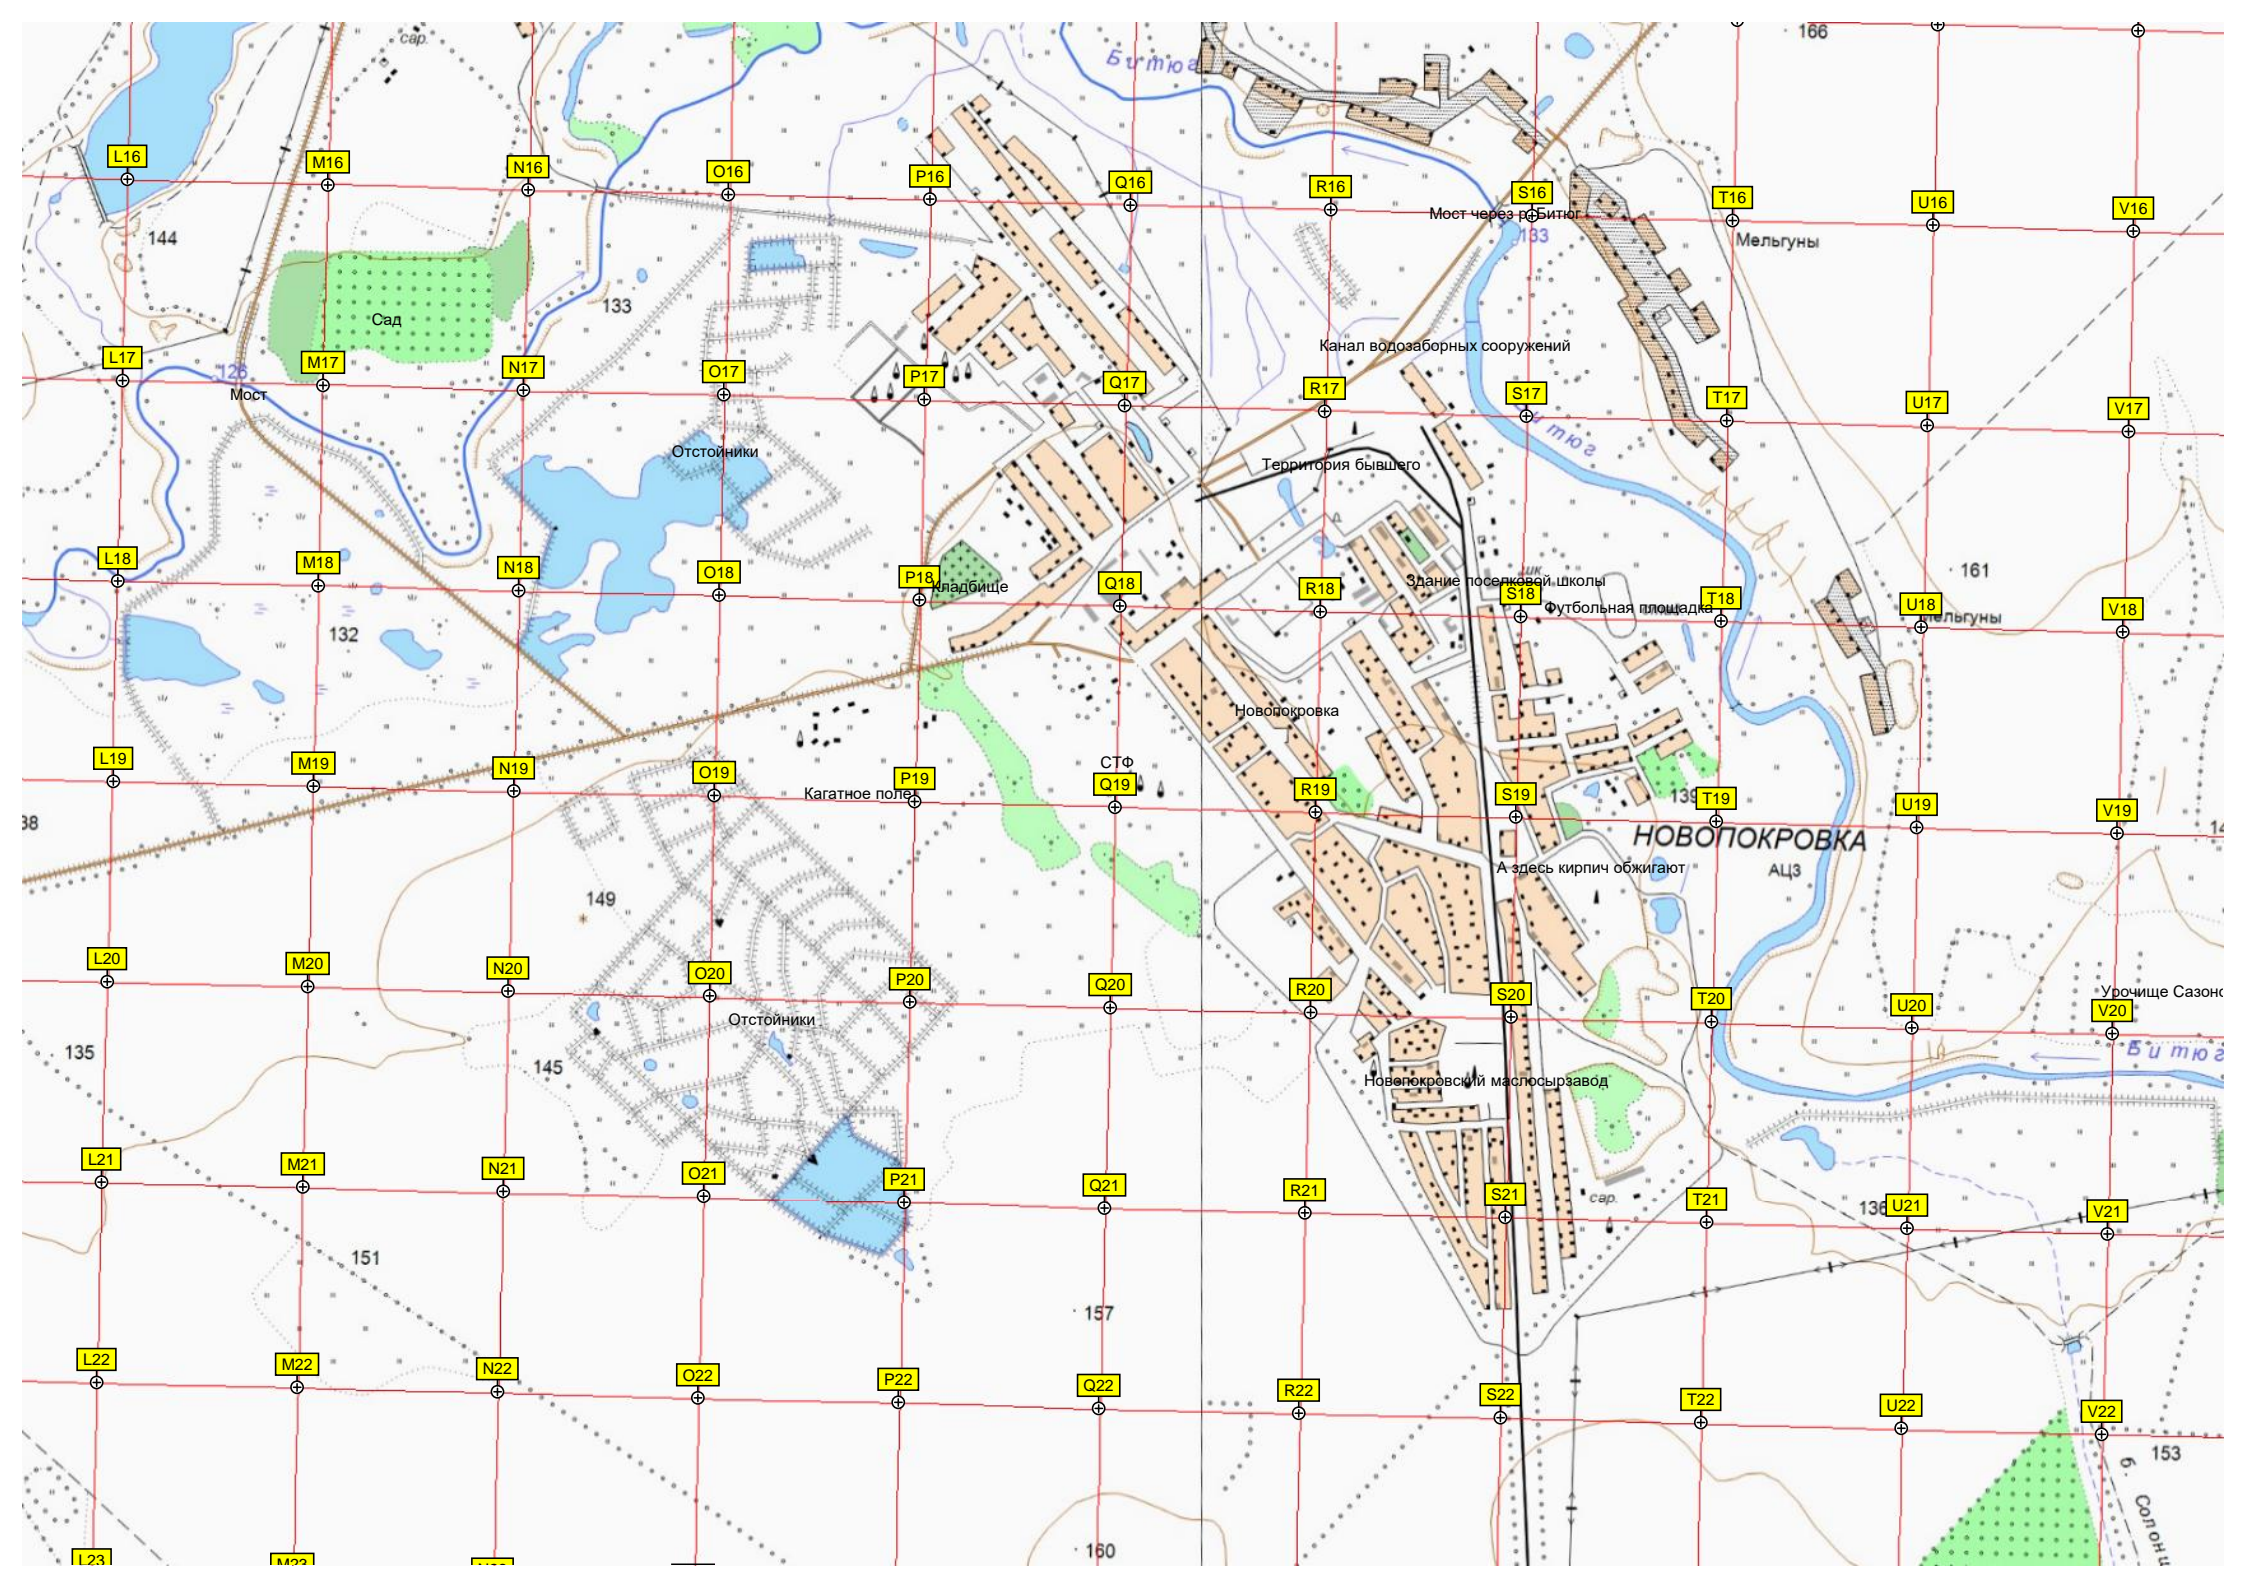 сар.
Битюг
166
L16
M16
N16
O16
P16
Q16
R16
S16
T16
U16
V16
Мост через р. Битюг
133
144
Мельгуны
133
Сад
Канал водозаборных сооружений
L17
M17
N17
O17
P17
Q17
R17
S17
T17
U17
V17
126
Мост
Битюг
Отстойники
Территория бывшего
L18
M18
N18
O18
P18
Q18
R18
S18
T18
U18
V18
шк
161
Здание поселковой школы
Кладбище
Футбольная площадка
Мельгуны
132
Новопокровка
СТФ
L19
M19
N19
O19
P19
Q19
R19
S19
T19
U19
V19
Кагатное поле
139
38
14
НОВОПОКРОВКА
А здесь кирпич обжигают
АЦЗ
149
L20
M20
N20
O20
P20
Q20
R20
S20
T20
U20
V20
Урочище Сазоно
Отстойники
135
145
Битюг
Новопокровский маслосырзавод
L21
M21
N21
O21
P21
Q21
R21
S21
T21
U21
V21
сар.
136
151
157
L22
M22
N22
O22
P22
Q22
R22
S22
T22
U22
V22
153
б. Солони
160
L23
M23